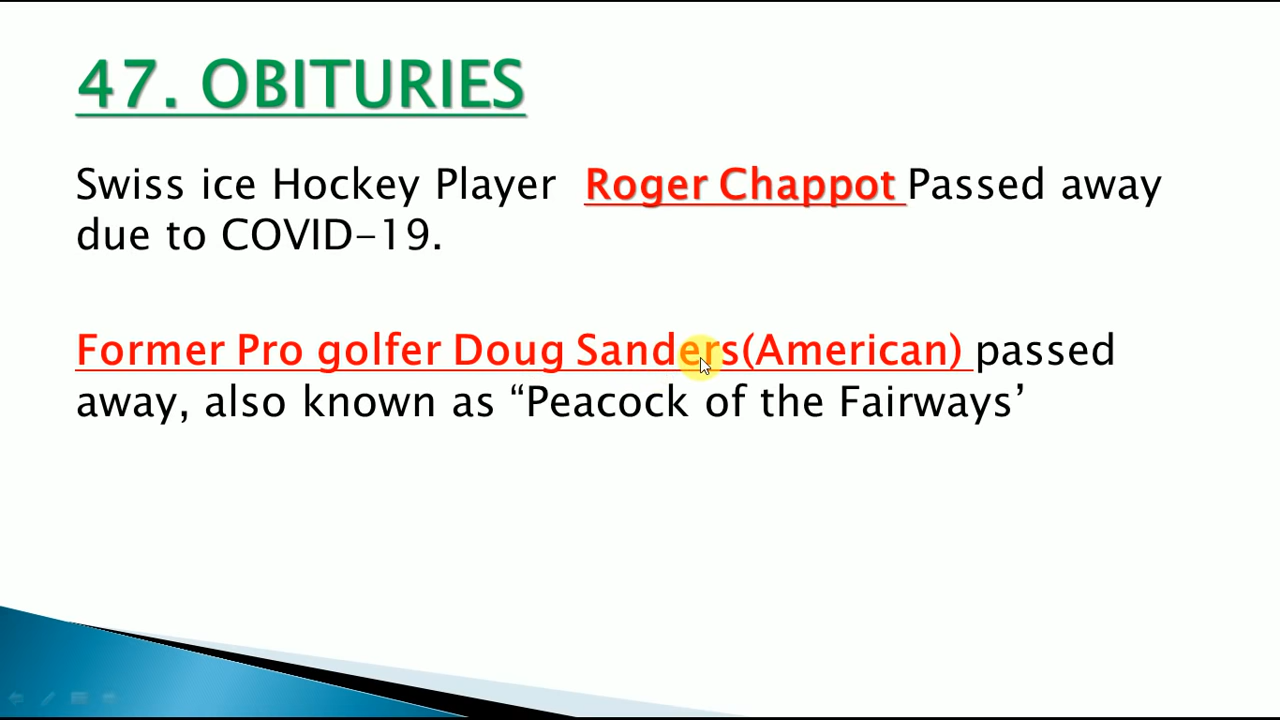 47. OBITURIES
Swiss ice Hockey Player Roger Chappot Passed away
due to COVID-19.
Former Pro golfer Doug Sanders(American) passed
away, also known as “Peacock of the Fairways’